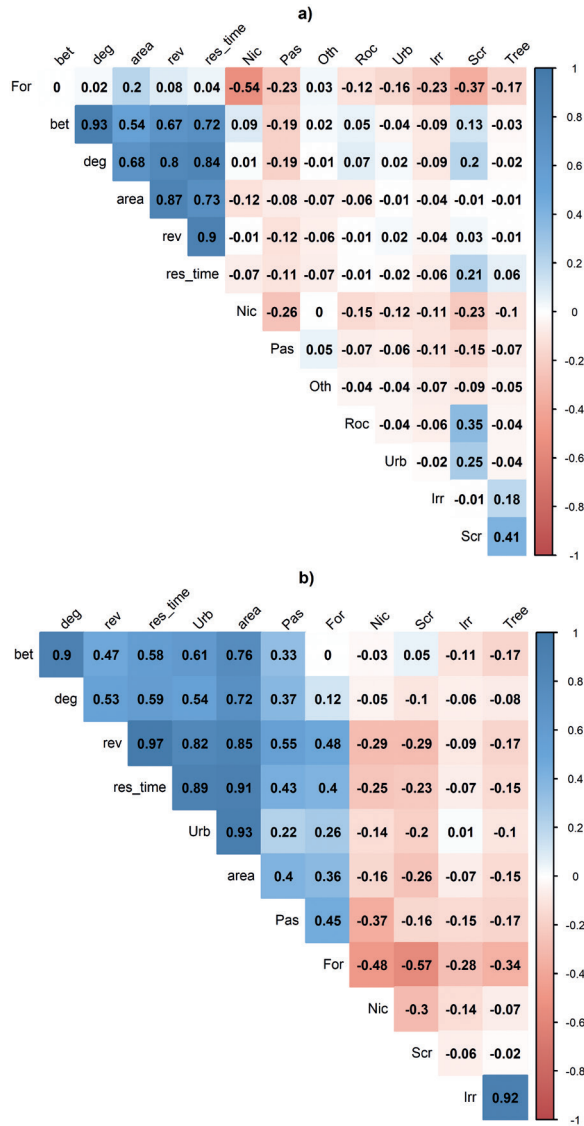 a)
bet deg area rev res_time Nic Pas Oth Roc Urb Irr Scr Tree
For 0 0.02 0.2 0.08 0.04 -0.54 -0.23 0.03 -0.12 -0.16 -0.23 -0.37 -0.17
bet 0.93 0.54 0.67 0.72 0.09 -0.19 0.02 0.05 -0.04 -0.09 0.13 -0.03
deg 0.68 0.8 0.84 0.01 -0.19 -0.01 0.07 0.02 -0.09 0.2 -0.02
area 0.87 0.73 -0.12 -0.08 -0.07 -0.06 -0.01 -0.04 -0.01 -0.01
rev 0.9 -0.01 -0.12 -0.06 -0.01 0.02 -0.04 0.03 -0.01
res_time -0.07 -0.11 -0.07 -0.01 -0.02 -0.06 0.21 0.06
Nic -0.26 0 -0.15 -0.12 -0.11 -0.23 -0.1
Pas 0.05 -0.07 -0.06 -0.11 -0.15 -0.07
Oth -0.04 -0.04 -0.07 -0.09 -0.05
Roc -0.04 -0.06 0.35 -0.04
Urb -0.02 0.25 -0.04
Irr -0.01 0.18
Scr 0.41
1
0.8
0.6
0.4
0.2
0
-0.2
-0.4
-0.6
-0.8
-1
b)
deg rev res_time Urb area Pas For Nic Scr Irr Tree
bet 0.9 0.47 0.58 0.61 0.76 0.33 0 -0.03 0.05 -0.11 -0.17
deg 0.53 0.59 0.54 0.72 0.37 0.12 -0.05 -0.1 -0.06 -0.08
rev 0.97 0.82 0.85 0.55 0.48 -0.29 -0.29 -0.09 -0.17
res_time 0.89 0.91 0.43 0.4 -0.25 -0.23 -0.07 -0.15
Urb 0.93 0.22 0.26 -0.14 -0.2 0.01 -0.1
area 0.4 0.36 -0.16 -0.26 -0.07 -0.15
Pas 0.45 -0.37 -0.16 -0.15 -0.17
For -0.48 -0.57 -0.28 -0.34
Nic -0.3 -0.14 -0.07
Scr -0.06 -0.02
Irr 0.92
1
0.8
0.6
0.4
0.2
0
-0.2
-0.4
-0.6
-0.8
-1